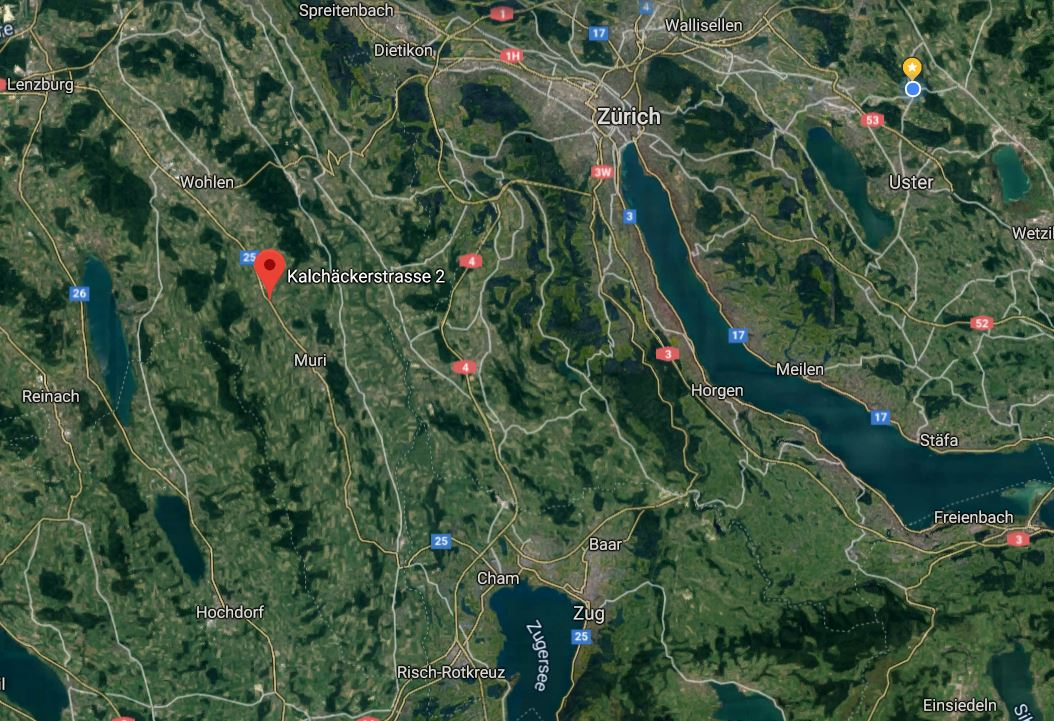 Spreitenbach
1
17
4
Wallisellen
Dietikon
1H
Lenzburg
Zürich
53
3W
Wohlen
Uster
3
Wetzi
25
4
Kalchäckerstrasse 2
26
52
17
Muri
3
4
Meilen
Reinach
Horgen
17
Stäfa
Freienbach
25
Baar
3
Cham
Hochdorf
Zug
25
Zugersee
Risch-Rotkreuz
Einsiedeln